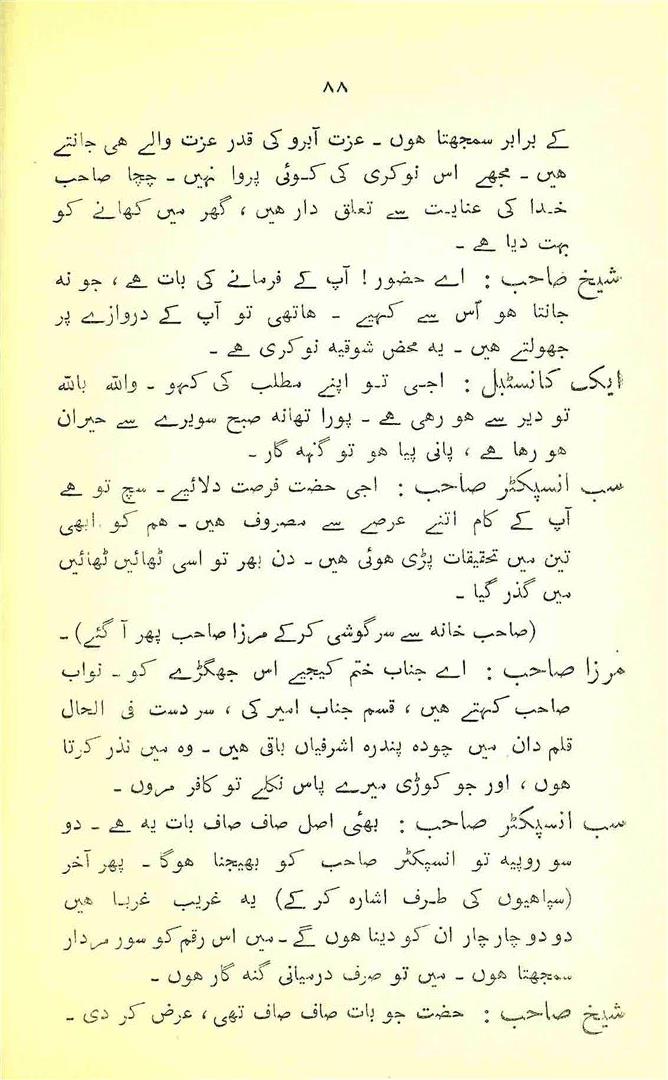 ۸۸
کے برابر سمجھتا ہوں ۔ عزت آبرو کی قدر عزت والے ہی جانتے
ہیں ۔ مجھے اس نوکری کی کوئی پروا نہیں ۔ چچا صاحب
خدا کی عنایت سے تعلق دار ہیں ، گھر میں کھانے کو
بہت دیا ہے ۔
شیخ صاحب : اے حضور ! آپ کے فرمانے کی بات ہے ، جو نہ
جانتا ہو اُس سے کہیے ۔ ہاتھی تو آپ کے دروازے پر
جھولتے ہیں ۔ یہ محض شوقیہ نوکری ہے ۔
ایک کانسٹبل : اجی تو اپنے مطلب کی کہو ۔ واللہ باللہ
تو دیر سے ہو رہی ہے ۔ پورا تھانہ صبح سویرے سے حیران
ہو رہا ہے ، پانی پیا ہو تو گنہہ گار ۔
سب انسپکٹر صاحب : اجی حضت فرصت دلائیے ۔ سچ تو ہے
آپ کے کام اتنے عرصے سے مصروف ہیں ۔ ہم کو ابھی
تین میں تحقیقات پڑی ہوئی ہیں ۔ دن بھر تو اسی ٹھائیں ٹھائیں
میں گذر گیا ۔
(صاحب خانہ سے سرگوشی کرکے مرزا صاحب پھر آ گئے) ۔
مرزا صاحب : اے جناب ختم کیجیے اس جھگڑے کو ۔ نواب
صاحب کہتے ہیں ، قسم جناب امیر کی ، سر دست فی الحال
قلم دان میں چودہ پندرہ اشرفیاں باقی ہیں ۔ وہ میں نذر کرتا
ہوں ، اور جو کوڑی میرے پاس نکلے تو کافر مروں ۔
سب انسپکٹر صاحب : بھئی اصل صاف صاف بات یہ ہے ۔ دو
سو روپیہ تو انسپکٹر صاحب کو بھیجنا ہوگا ۔ پھر آخر
(سپاہیوں کی طرف اشارہ کر کے) یہ غریب غربا ہیں
دو دو چار چار ان کو دینا ہوں گے ۔ میں اس رقم کو سور مردار
سمجھتا ہوں ۔ میں تو صرف درمیانی گنہ گار ہوں ۔
شیخ صاحب : حضت جو بات صاف صاف تھی ، عرض کر دی ۔